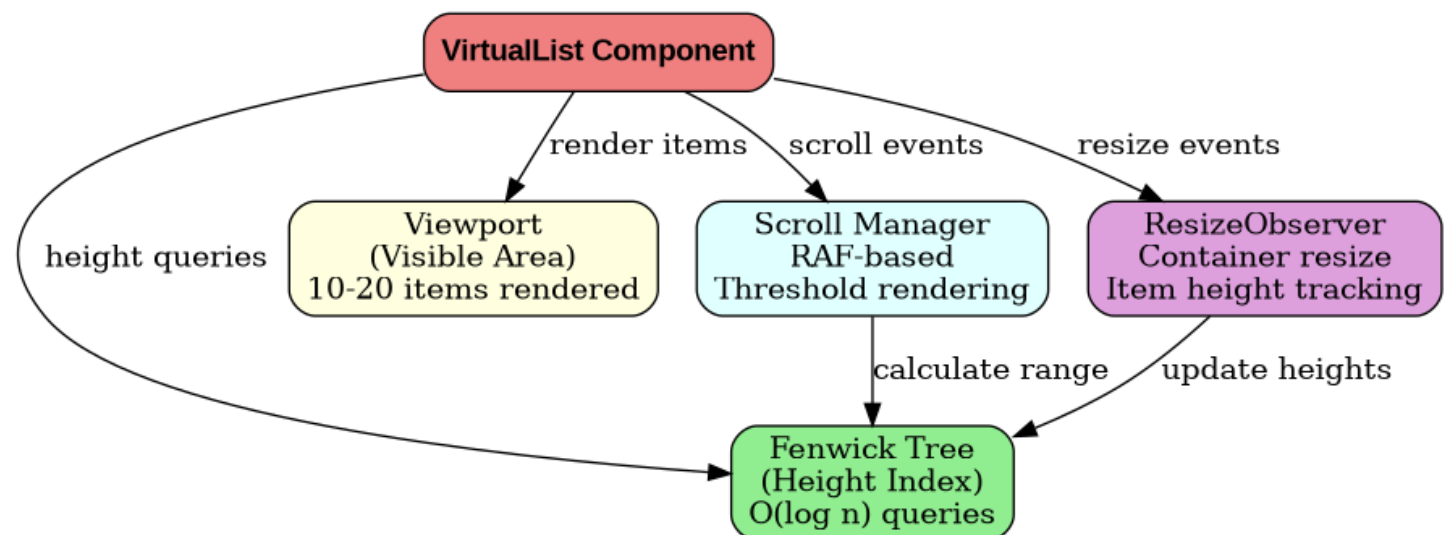 VirtualList Component
render items
scroll events
resize events
height queries
Viewport
(Visible Area)
10-20 items rendered
Scroll Manager
RAF-based
Threshold rendering
ResizeObserver
Container resize
Item height tracking
calculate range
update heights
Fenwick Tree
(Height Index)
O(log n) queries